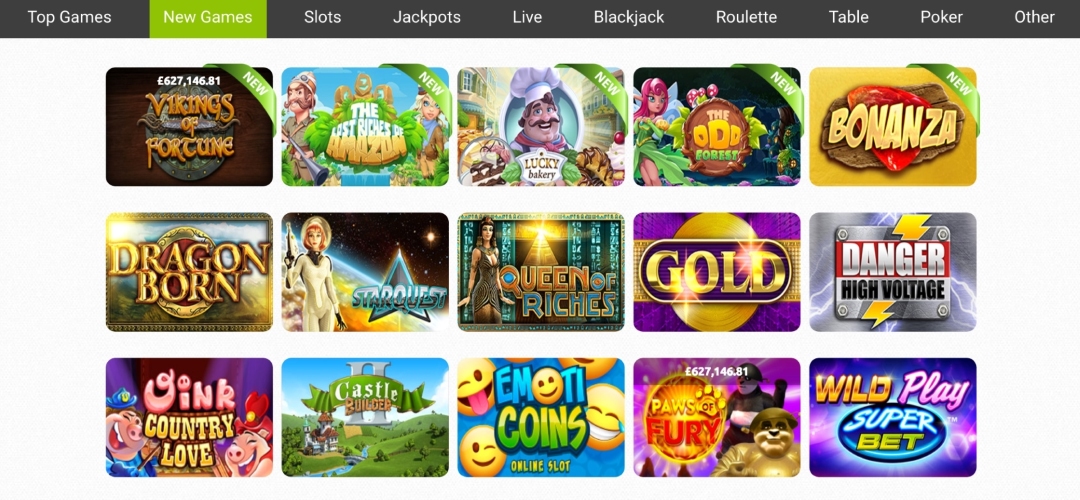 Top Games New Games Slots Jackpots Live Blackjack Roulette Table Poker Other
£627,146.81
VIKINGS
OF
FORTUNE
NEW
THE
LOST RICHES OF
AMAZON
NEW
LUCKY
bakery
NEW
THE
ODD
FOREST
NEW
BONANZA
NEW
DRAGON
BORN
STARQUEST
QUEEN OF
RICHES
GOLD
DANGER
HIGH VOLTAGE
OINK
COUNTRY
LOVE
II
Castle
BUILDER
EMOTI
COINS
ONLINE SLOT
£627,146.81
PAWS OF
FURY
WILD Play
SUPER
BET™